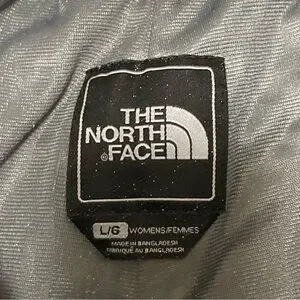 THE
NORTH
®FACE
L/G WOMENS/FEMMES
MADE IN BANGLADESH
FABRIQUÉ AU BANGLADESH